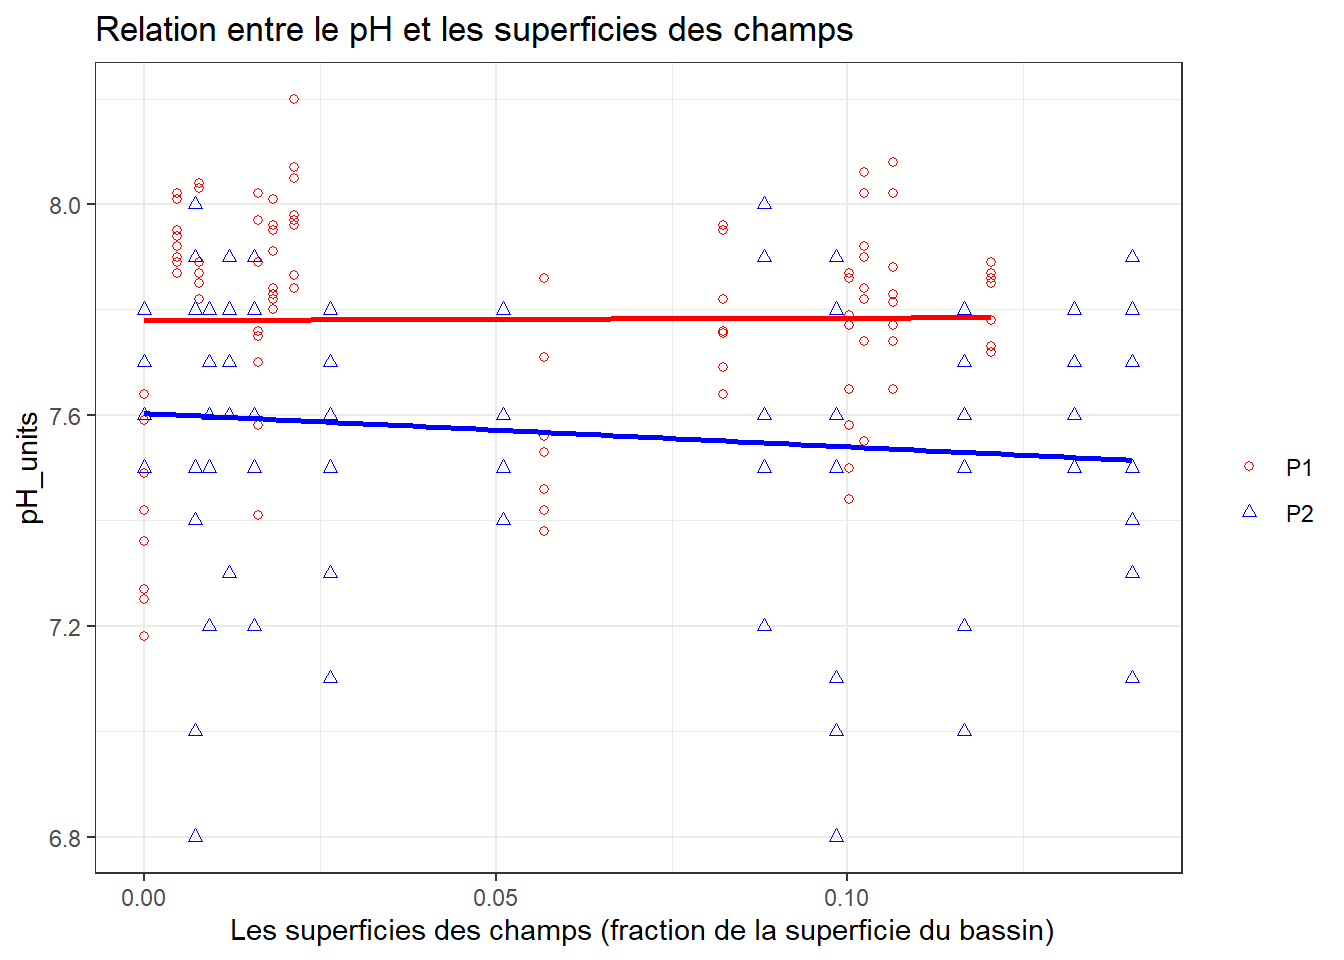 Relation entre le pH et les superficies des champs
8.0
7.6
7.2
6.8
pH_units
0.00
0.05
0.10
Les superficies des champs (fraction de la superficie du bassin)
P1
P2